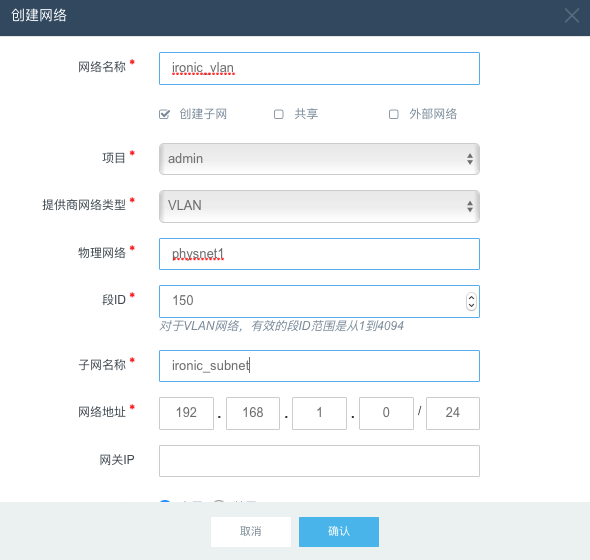 创建网络
网络名称 * ironic_vlan
创建子网 共享 外部网络
项目 * admin
提供商网络类型 * VLAN
物理网络 * physnet1
段ID * 150
对于VLAN网络，有效的段ID范围是从1到4094
子网名称 * ironic_subnet
网络地址 * 192 . 168 . 1 . 0 / 24
网关IP
取消 确认